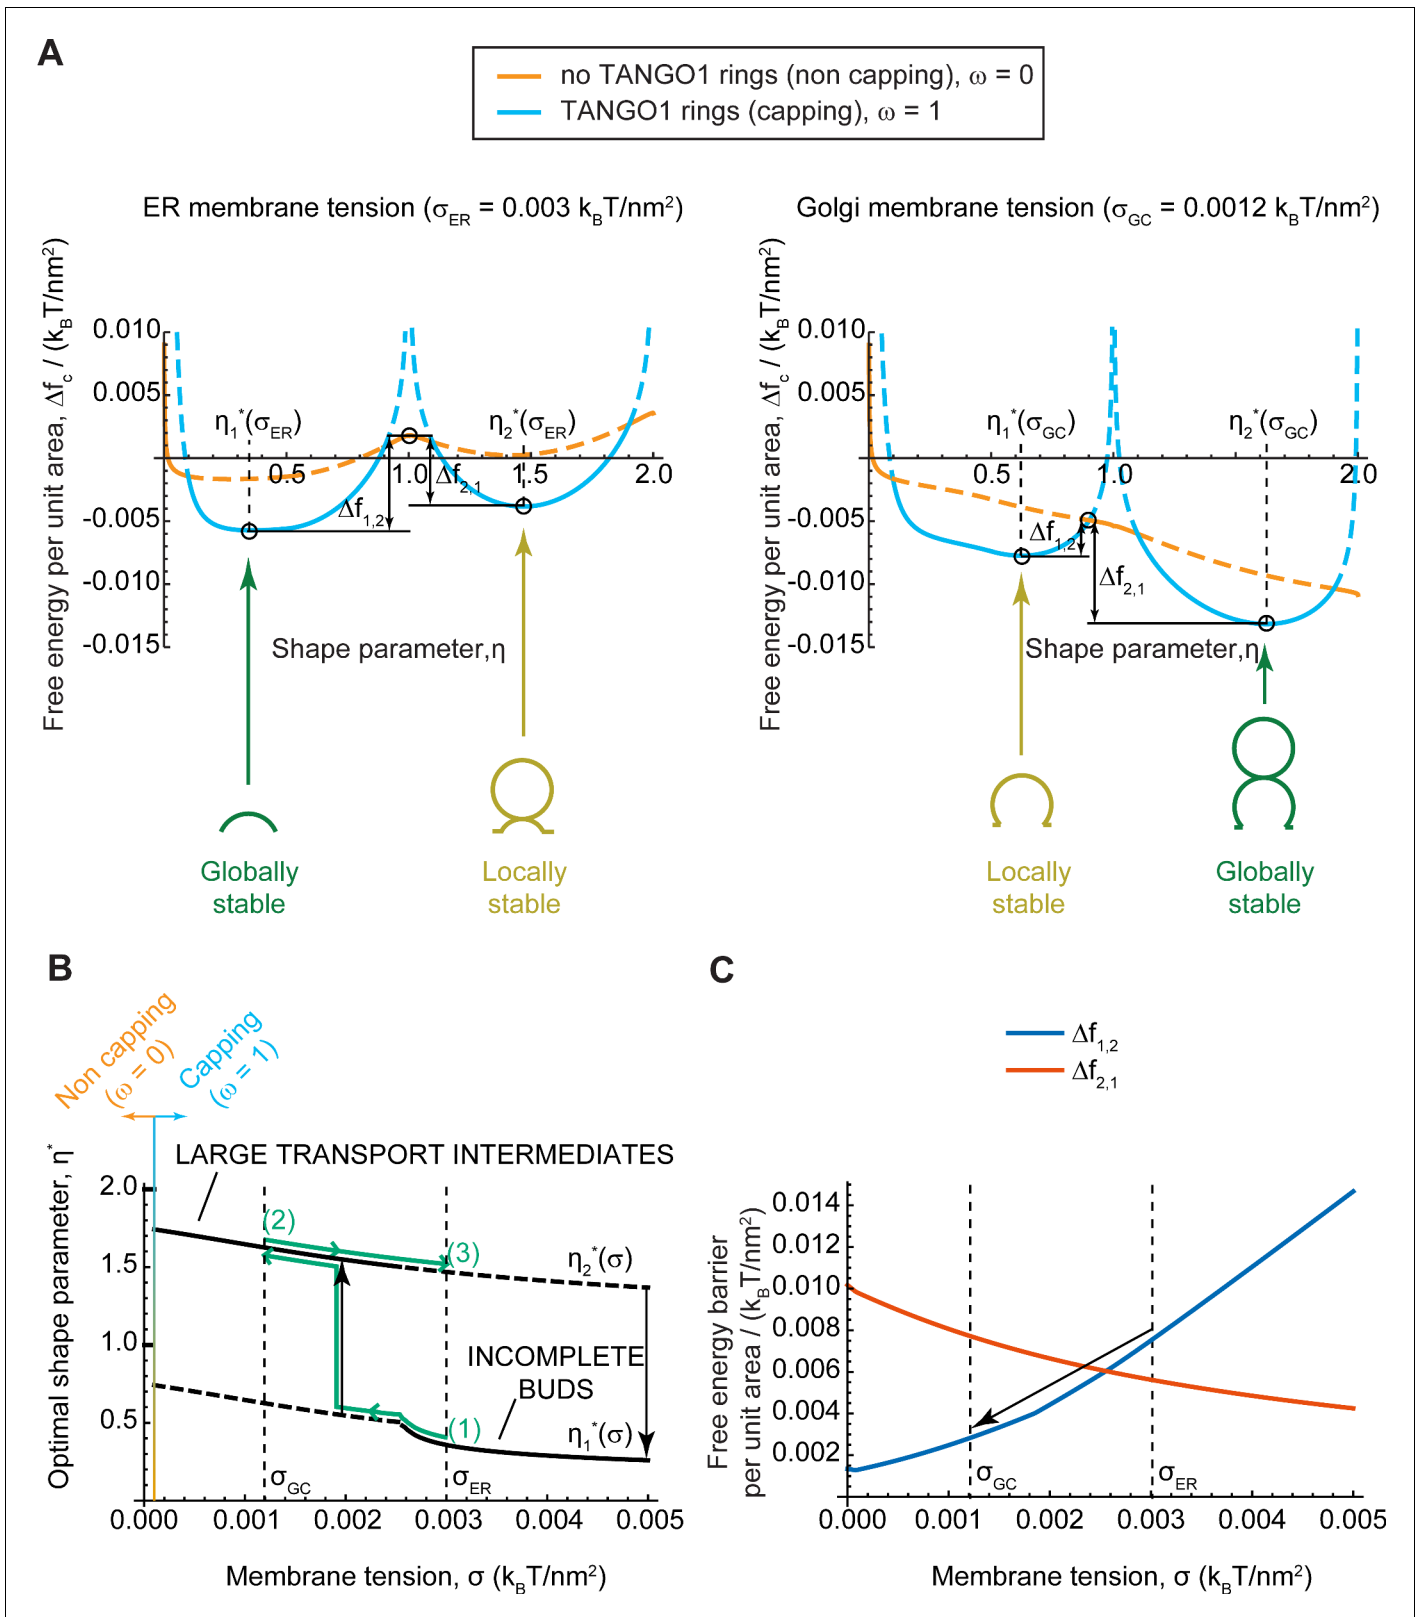 A
no TANGO1 rings (non capping), ω = 0
TANGO1 rings (capping), ω = 1
ER membrane tension (σER = 0.003 kBT/nm²)
Free energy per unit area, Δfc / (kBT/nm²)
0.010
0.005
-0.005
-0.010
-0.015
η1*(σER)
η2*(σER)
0.5
1.0
1.5
2.0
Δf1,2
Δf2,1
Shape parameter,η
Globally
stable
Locally
stable
Golgi membrane tension (σGC = 0.0012 kBT/nm²)
Free energy per unit area, Δfc / (kBT/nm²)
0.010
0.005
-0.005
-0.010
-0.015
η1*(σGC)
η2*(σGC)
0.5
1.0
2.0
Δf1,2
Δf2,1
Shape parameter,η
Locally
stable
Globally
stable
B
Non capping
(ω = 0)
Capping
(ω = 1)
Optimal shape parameter, η*
LARGE TRANSPORT INTERMEDIATES
2.0
1.5
1.0
0.5
(2)
(3)
η2*(σ)
INCOMPLETE
BUDS
(1)
η1*(σ)
σGC
σER
0.000
0.001
0.002
0.003
0.004
0.005
Membrane tension, σ (kBT/nm²)
C
Δf1,2
Δf2,1
Free energy barrier
per unit area / (kBT/nm²)
0.014
0.012
0.010
0.008
0.006
0.004
0.002
σGC
σER
0.000
0.001
0.002
0.003
0.004
0.005
Membrane tension, σ (kBT/nm²)